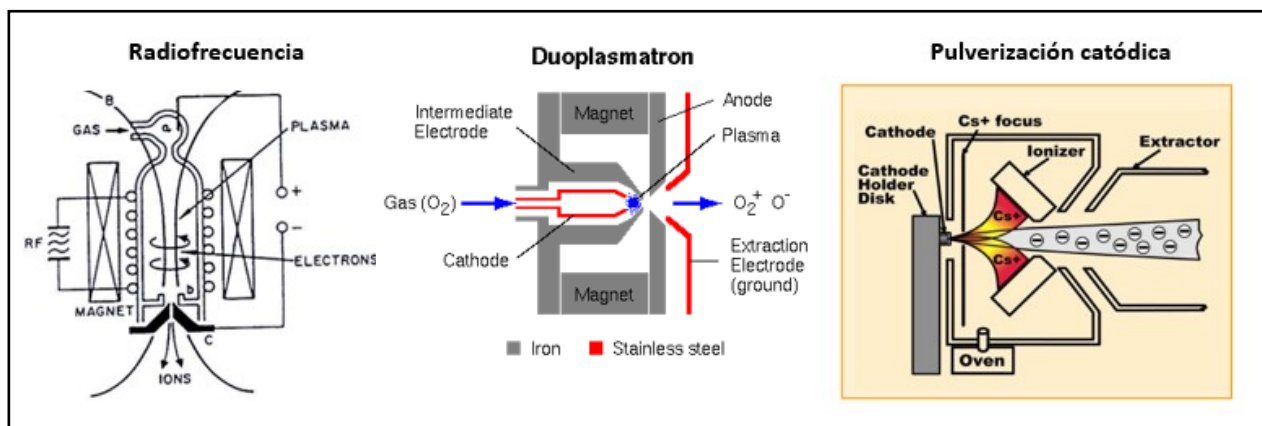 Radiofrecuencia
B
GAS
a
PLASMA
+
−
RF
ELECTRONS
b
MAGNET
C
IONS
Duoplasmatron
Intermediate
Electrode
Magnet
Anode
Plasma
Gas (O₂)
O₂⁺ O⁻
Cathode
Extraction
Electrode
(ground)
Magnet
Iron
Stainless steel
Pulverización catódica
Cs+ focus
Cathode
Ionizer
Extractor
Cathode
Holder
Disk
Cs+
Cs+
Oven